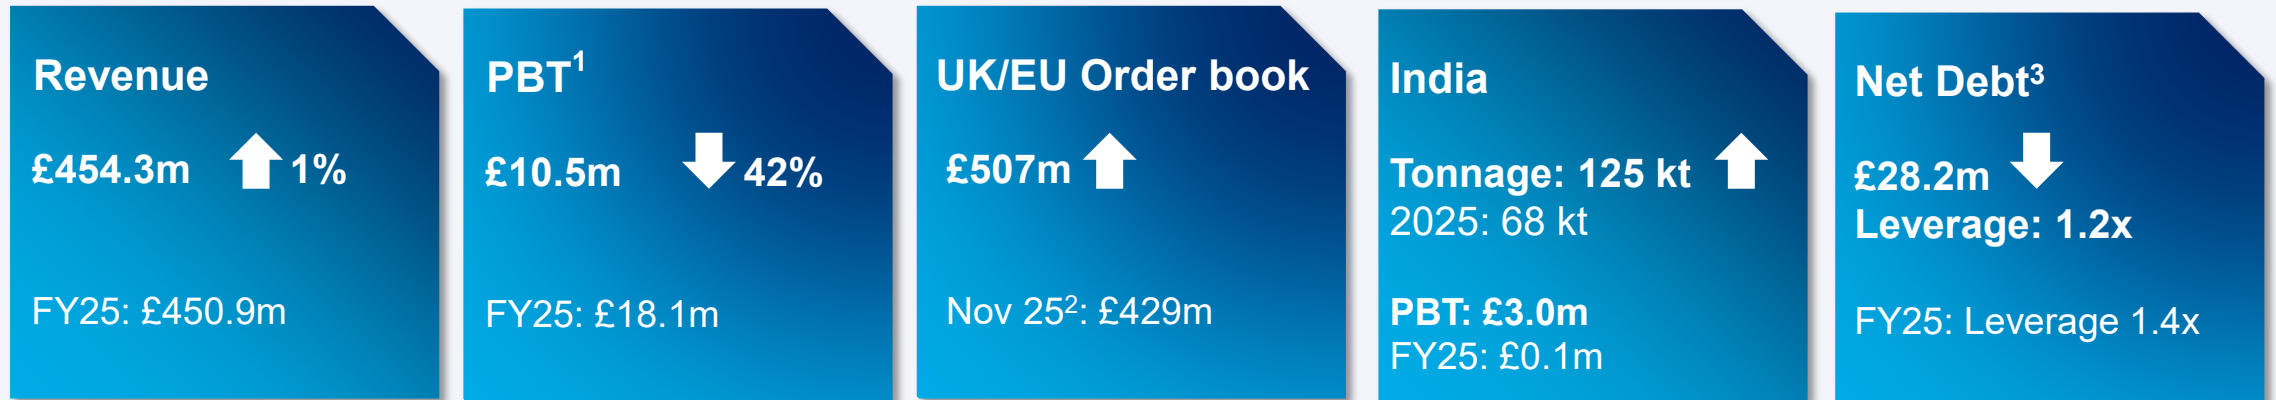 Revenue
£454.3m 1%
FY25: £450.9m
PBT¹
£10.5m 42%
FY25: £18.1m
UK/EU Order book
£507m
Nov 25²: £429m
India
Tonnage: 125 kt
2025: 68 kt
PBT: £3.0m
FY25: £0.1m
Net Debt³
£28.2m
Leverage: 1.2x
FY25: Leverage 1.4x